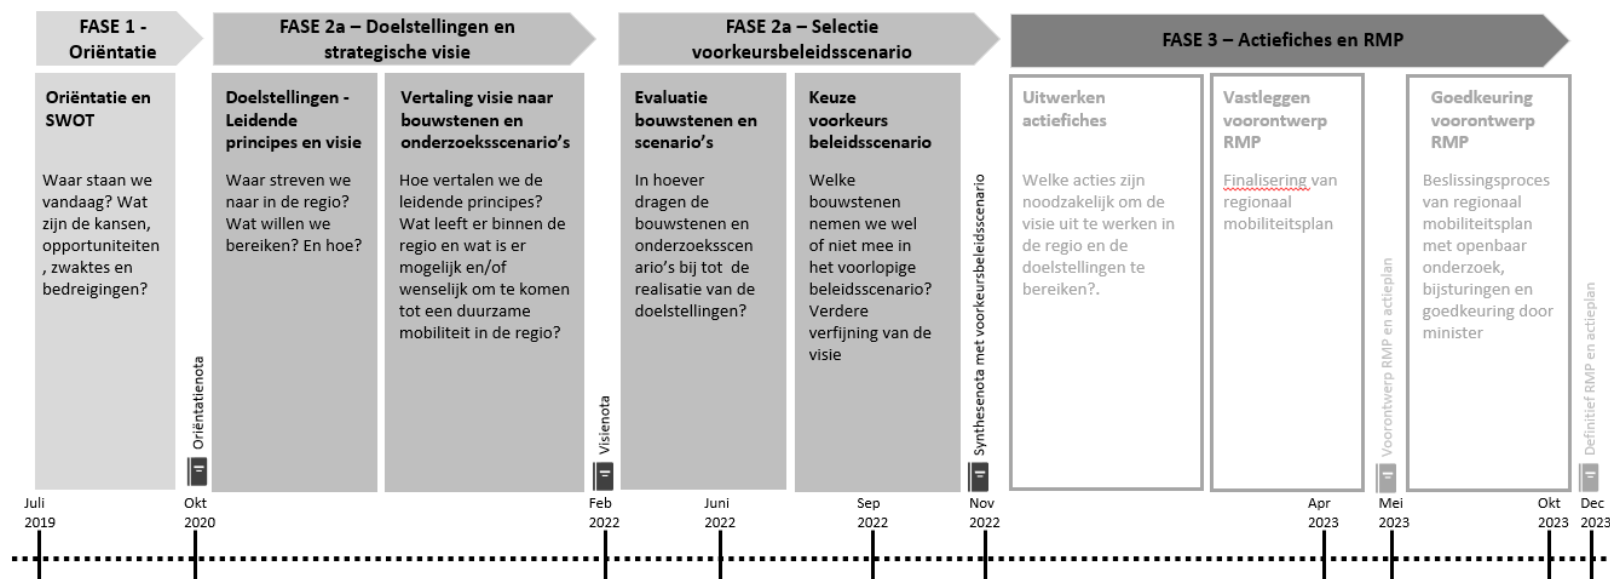 FASE 1 -
Oriëntatie
FASE 2a – Doelstellingen en
strategische visie
FASE 2a – Selectie
voorkeursbeleidsscenario
FASE 3 – Actiefiches en RMP
Oriëntatie en
SWOT
Waar staan we
vandaag? Wat
zijn de kansen,
opportuniteiten
, zwaktes en
bedreigingen?
Oriëntatienota
Doelstellingen -
Leidende
principes en visie
Waar streven we
naar in de regio?
Wat willen we
bereiken? En hoe?
Vertaling visie naar
bouwstenen en
onderzoeksscenario's
Hoe vertalen we de
leidende principes?
Wat leeft er binnen de
regio en wat is er
mogelijk en/of
wenselijk om te komen
tot een duurzame
mobiliteit in de regio?
Visienota
Evaluatie
bouwstenen en
scenario's
In hoever
dragen de
bouwstenen en
onderzoeksscen
ario's bij tot de
realisatie van de
doelstellingen?
Keuze
voorkeurs
beleidsscenario
Welke
bouwstenen
nemen we wel
of niet mee in
het voorlopige
beleidsscenario?
Verdere
verfijning van de
visie
Synthesenota met voorkeursbeleidsscenario
Uitwerken
actiefiches
Welke acties zijn
noodzakelijk om de
visie uit te werken in
de regio en de
doelstellingen te
bereiken?.
Vastleggen
voorontwerp
RMP
Finalisering van
regionaal
mobiliteitsplan
Voorontwerp RMP en actieplan
Goedkeuring
voorontwerp
RMP
Beslissingsproces
van regionaal
mobiliteitsplan
met openbaar
onderzoek,
bijsturingen en
goedkeuring door
minister
Definitief RMP en actieplan
Juli
2019
Okt
2020
Feb
2022
Juni
2022
Sep
2022
Nov
2022
Apr
2023
Mei
2023
Okt
2023
Dec
2023